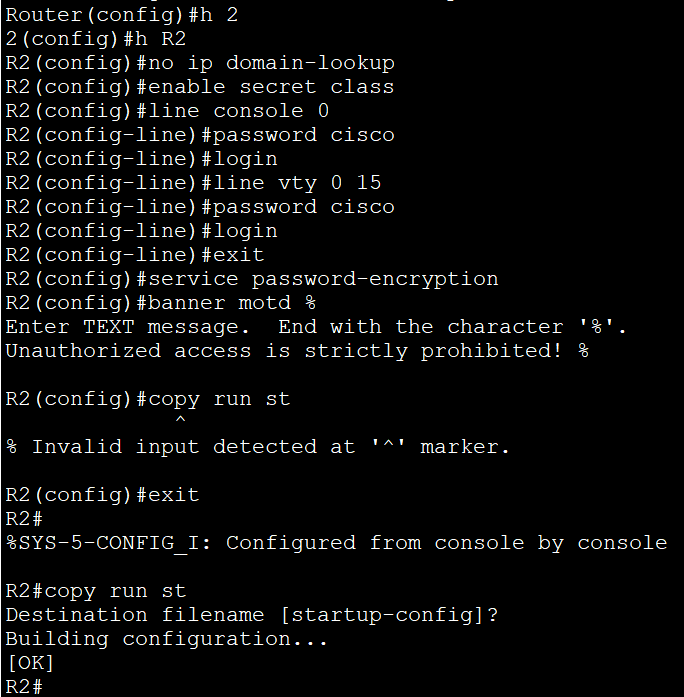 Router(config)#h 2
2(config)#h R2
R2(config)#no ip domain-lookup
R2(config)#enable secret class
R2(config)#line console 0
R2(config-line)#password cisco
R2(config-line)#login
R2(config-line)#line vty 0 15
R2(config-line)#password cisco
R2(config-line)#login
R2(config-line)#exit
R2(config)#service password-encryption
R2(config)#banner motd %
Enter TEXT message.  End with the character '%'.
Unauthorized access is strictly prohibited! %

R2(config)#copy run st
             ^
% Invalid input detected at '^' marker.

R2(config)#exit
R2#
%SYS-5-CONFIG_I: Configured from console by console

R2#copy run st
Destination filename [startup-config]?
Building configuration...
[OK]
R2#